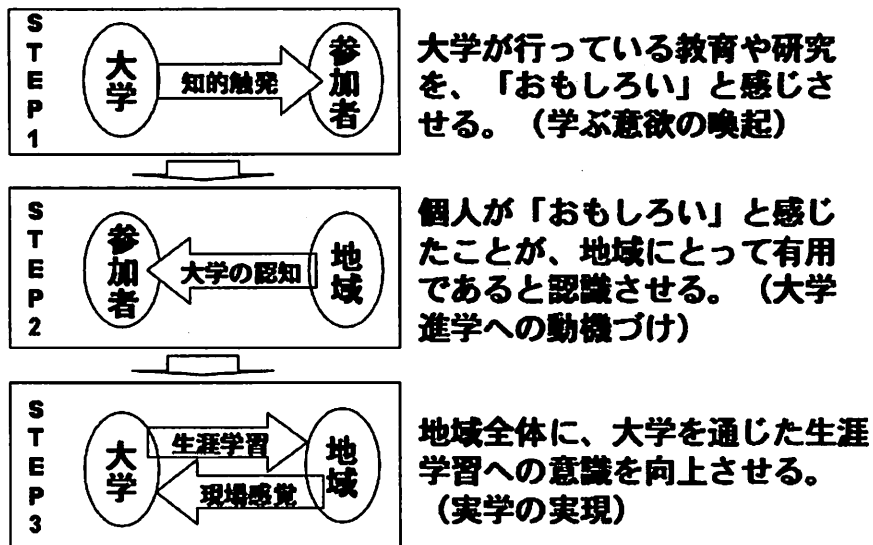 STEP1
大学
知的触発
参加者
大学が行っている教育や研究
を、「おもしろい」と感じさ
せる。（学ぶ意欲の喚起）
STEP2
参加者
大学の認知
地域
個人が「おもしろい」と感じ
たことが、地域にとって有用
であると認識させる。（大学
進学への動機づけ）
STEP3
大学
生涯学習
現場感覚
地域
地域全体に、大学を通じた生涯
学習への意識を向上させる。
（実学の実現）